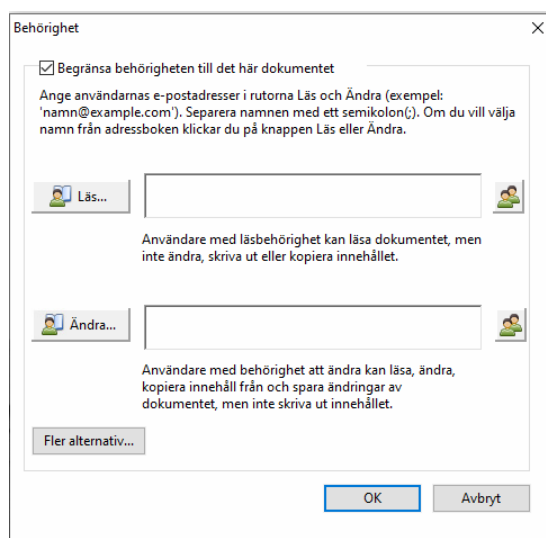 Behörighet
Begränsa behörigheten till det här dokumentet
Ange användarnas e-postadresser i rutorna Läs och Ändra (exempel:
'namn@example.com'). Separera namnen med ett semikolon(;). Om du vill välja
namn från adressboken klickar du på knappen Läs eller Ändra.
Läs...
Användare med läsbehörighet kan läsa dokumentet, men
inte ändra, skriva ut eller kopiera innehållet.
Ändra...
Användare med behörighet att ändra kan läsa, ändra,
kopiera innehåll från och spara ändringar av
dokumentet, men inte skriva ut innehållet.
Fler alternativ...
OK
Avbryt